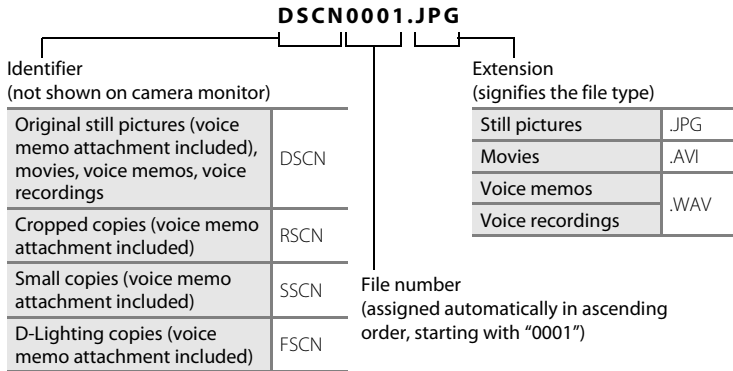 DSCN0001.JPG
Identifier
(not shown on camera monitor)
Original still pictures (voice
memo attachment included),
movies, voice memos, voice
recordings
DSCN
Cropped copies (voice memo
attachment included)
RSCN
Small copies (voice memo
attachment included)
SSCN
D-Lighting copies (voice
memo attachment included)
FSCN
File number
(assigned automatically in ascending
order, starting with “0001”)
Extension
(signifies the file type)
Still pictures
.JPG
Movies
.AVI
Voice memos
Voice recordings
.WAV